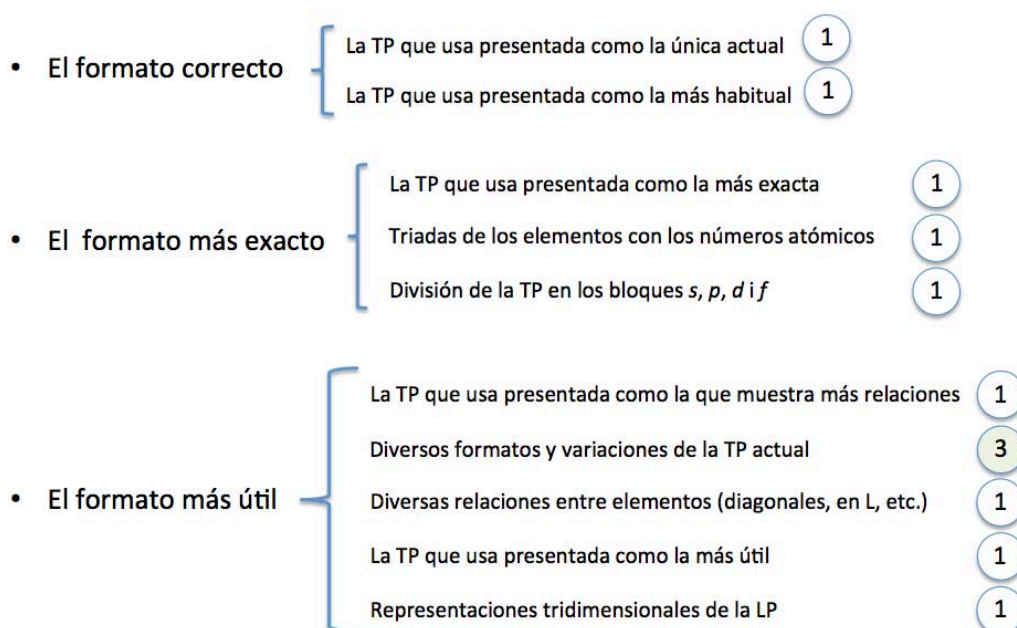 • El formato correcto
La TP que usa presentada como la única actual 1
La TP que usa presentada como la más habitual 1
• El formato más exacto
La TP que usa presentada como la más exacta 1
Triadas de los elementos con los números atómicos 1
División de la TP en los bloques s, p, d i f 1
• El formato más útil
La TP que usa presentada como la que muestra más relaciones 1
Diversos formatos y variaciones de la TP actual 3
Diversas relaciones entre elementos (diagonales, en L, etc.) 1
La TP que usa presentada como la más útil 1
Representaciones tridimensionales de la LP 1